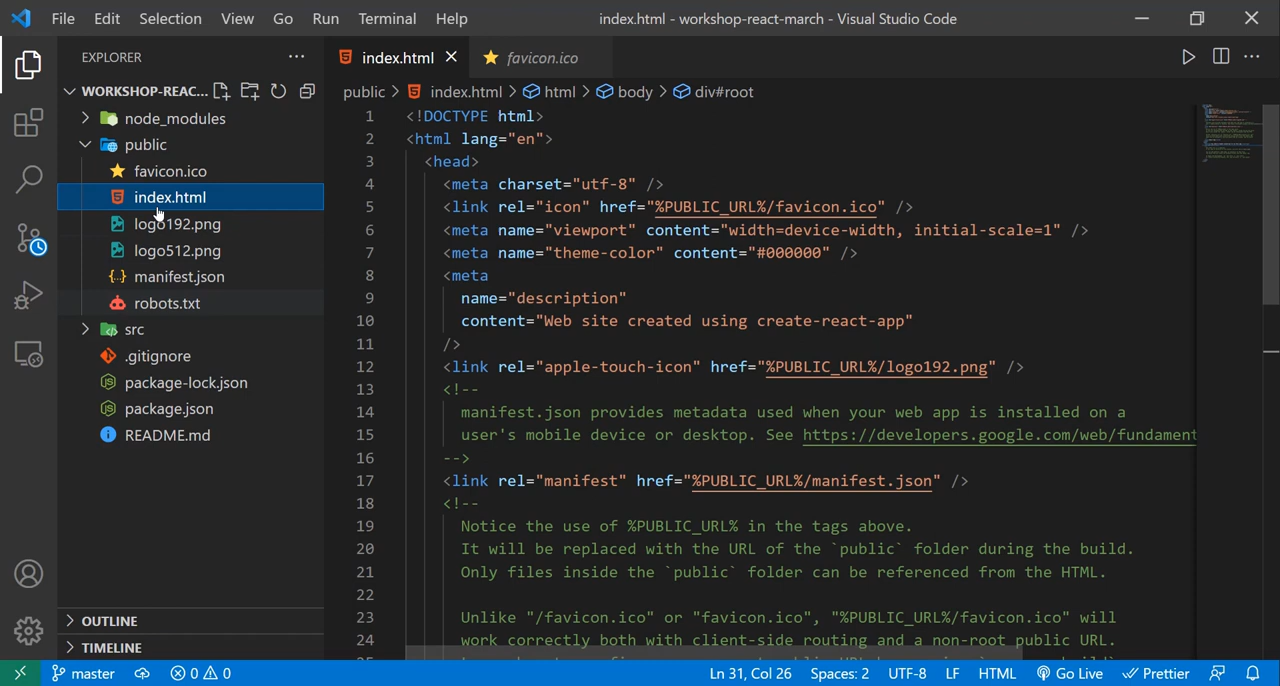 File Edit Selection View Go Run Terminal Help index.html - workshop-react-march - Visual Studio Code
EXPLORER
index.html
favicon.ico
WORKSHOP-REAC...
public > index.html > html > body > div#root
node_modules
public
favicon.ico
index.html
logo192.png
logo512.png
manifest.json
robots.txt
src
.gitignore
package-lock.json
package.json
README.md
OUTLINE
TIMELINE
1 <!DOCTYPE html>
2 <html lang="en">
3 <head>
4 <meta charset="utf-8" />
5 <link rel="icon" href="%PUBLIC_URL%/favicon.ico" />
6 <meta name="viewport" content="width=device-width, initial-scale=1" />
7 <meta name="theme-color" content="#000000" />
8 <meta
9 name="description"
10 content="Web site created using create-react-app"
11 />
12 <link rel="apple-touch-icon" href="%PUBLIC_URL%/logo192.png" />
13 <!--
14 manifest.json provides metadata used when your web app is installed on a
15 user's mobile device or desktop. See https://developers.google.com/web/fundament
16 -->
17 <link rel="manifest" href="%PUBLIC_URL%/manifest.json" />
18 <!--
19 Notice the use of %PUBLIC_URL% in the tags above.
20 It will be replaced with the URL of the `public` folder during the build.
21 Only files inside the `public` folder can be referenced from the HTML.
22
23 Unlike "/favicon.ico" or "favicon.ico", "%PUBLIC_URL%/favicon.ico" will
24 work correctly both with client-side routing and a non-root public URL.
master 0 0 Ln 31, Col 26 Spaces: 2 UTF-8 LF HTML Go Live Prettier